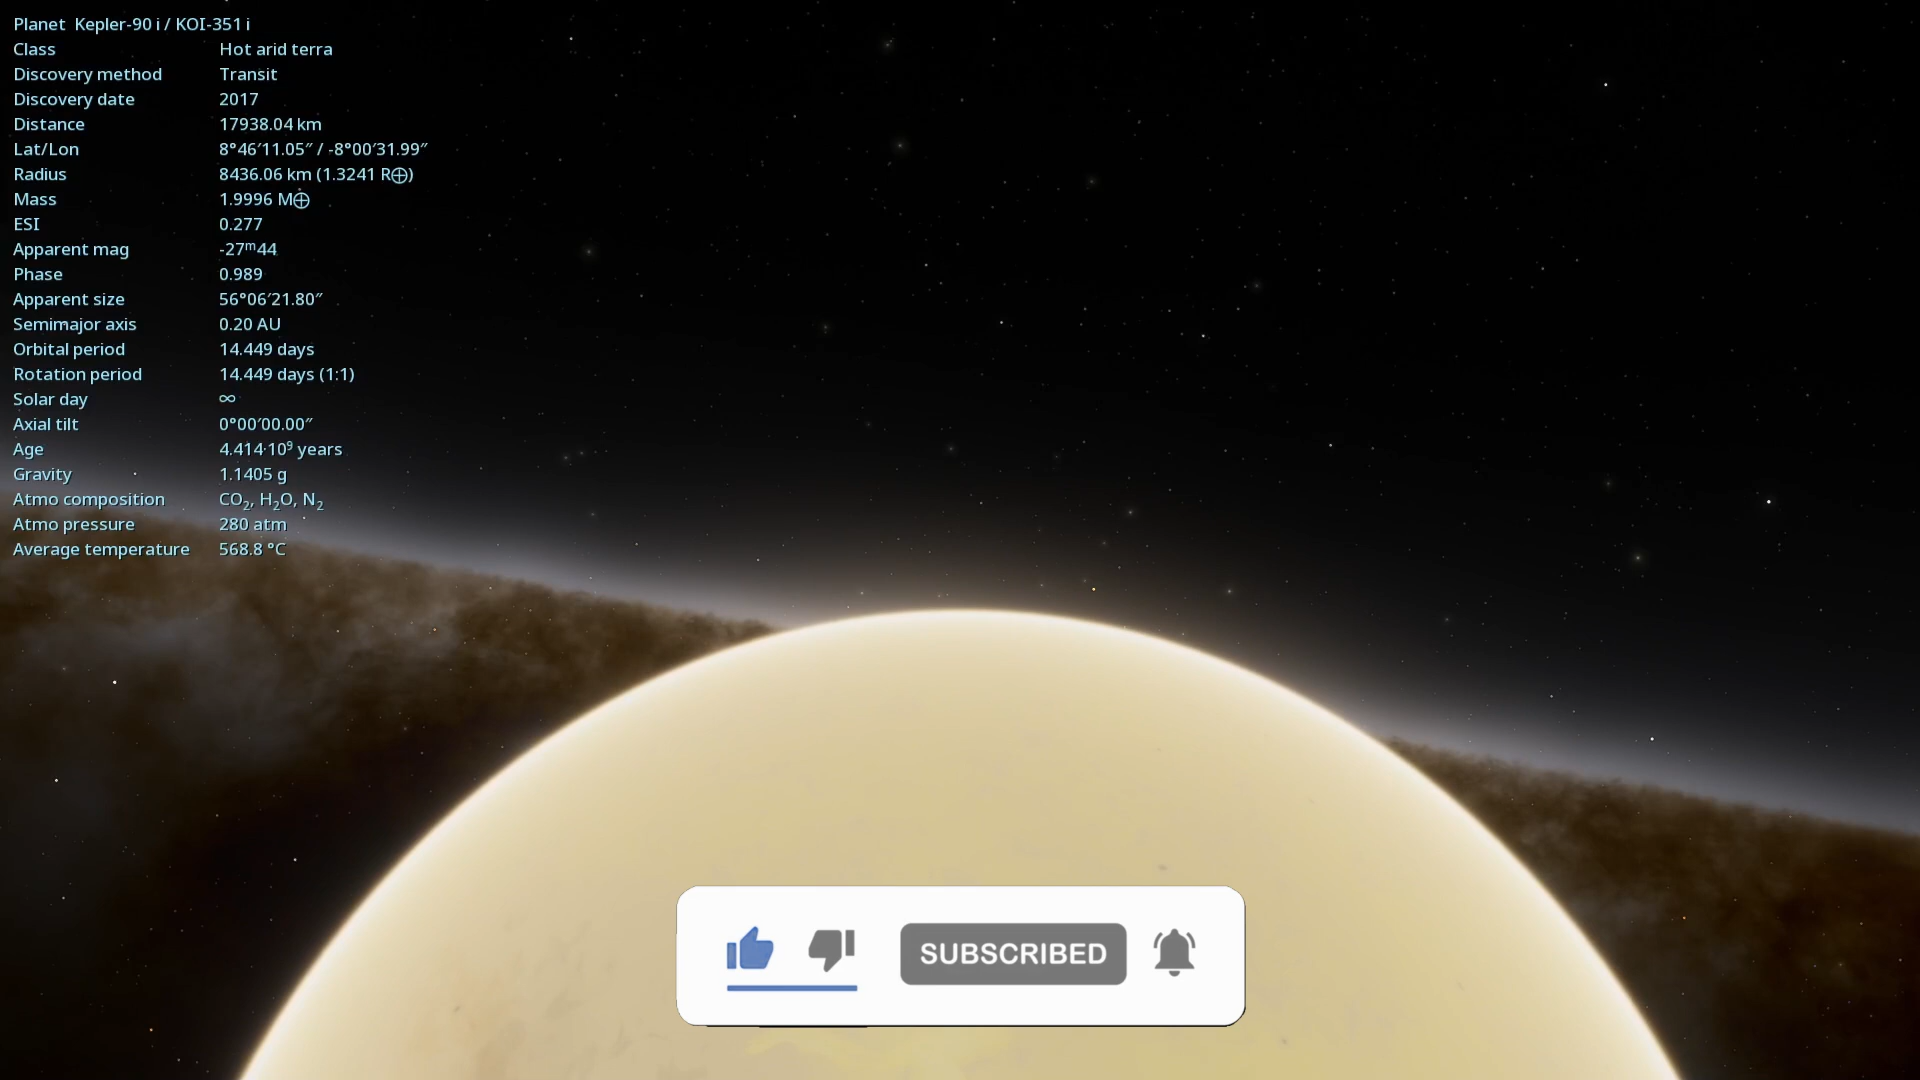 Planet Kepler-90 i / KOI-351 i
Class Hot arid terra
Discovery method Transit
Discovery date 2017
Distance 17938.04 km
Lat/Lon 8°46′11.05″ / -8°00′31.99″
Radius 8436.06 km (1.3241 R⊕)
Mass 1.9996 M⊕
ESI 0.277
Apparent mag -27ᵐ44
Phase 0.989
Apparent size 56°06′21.80″
Semimajor axis 0.20 AU
Orbital period 14.449 days
Rotation period 14.449 days (1:1)
Solar day ∞
Axial tilt 0°00′00.00″
Age 4.414·10⁹ years
Gravity 1.1405 g
Atmo composition CO₂, H₂O, N₂
Atmo pressure 280 atm
Average temperature 568.8 °C
SUBSCRIBED